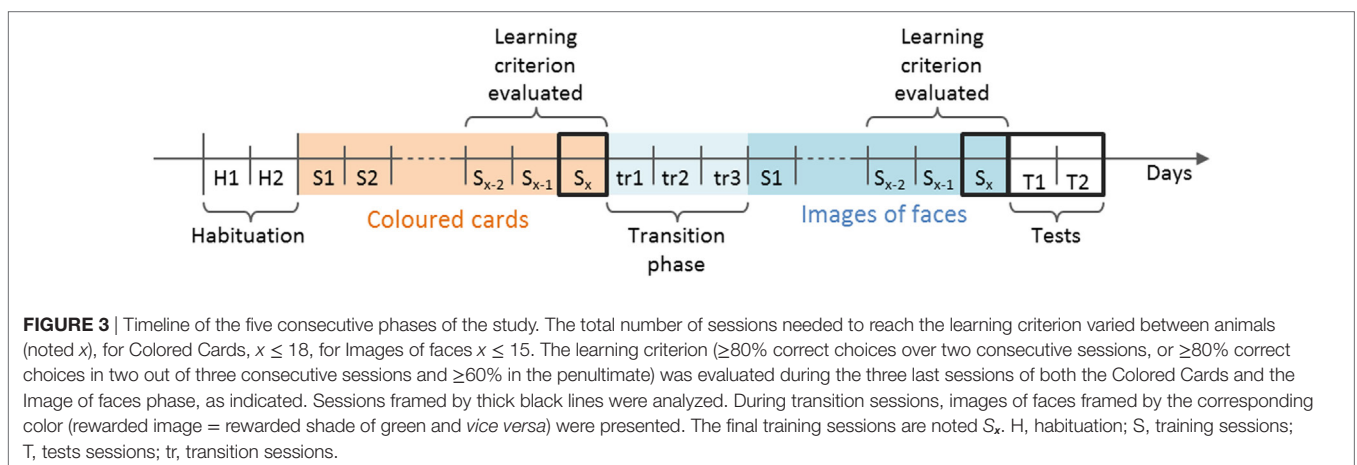 Learning
criterion
evaluated
Learning
criterion
evaluated
H1 H2 S1 S2 Sx-2 Sx-1 Sx tr1 tr2 tr3 S1 Sx-2 Sx-1 Sx T1 T2 Days
Habituation Coloured cards Transition
phase Images of faces Tests
FIGURE 3 | Timeline of the five consecutive phases of the study. The total number of sessions needed to reach the learning criterion varied between animals
(noted x), for Colored Cards, x ≤ 18, for Images of faces x ≤ 15. The learning criterion (≥80% correct choices over two consecutive sessions, or ≥80% correct
choices in two out of three consecutive sessions and ≥60% in the penultimate) was evaluated during the three last sessions of both the Colored Cards and the
Image of faces phase, as indicated. Sessions framed by thick black lines were analyzed. During transition sessions, images of faces framed by the corresponding
color (rewarded image = rewarded shade of green and vice versa) were presented. The final training sessions are noted Sx. H, habituation; S, training sessions;
T, tests sessions; tr, transition sessions.